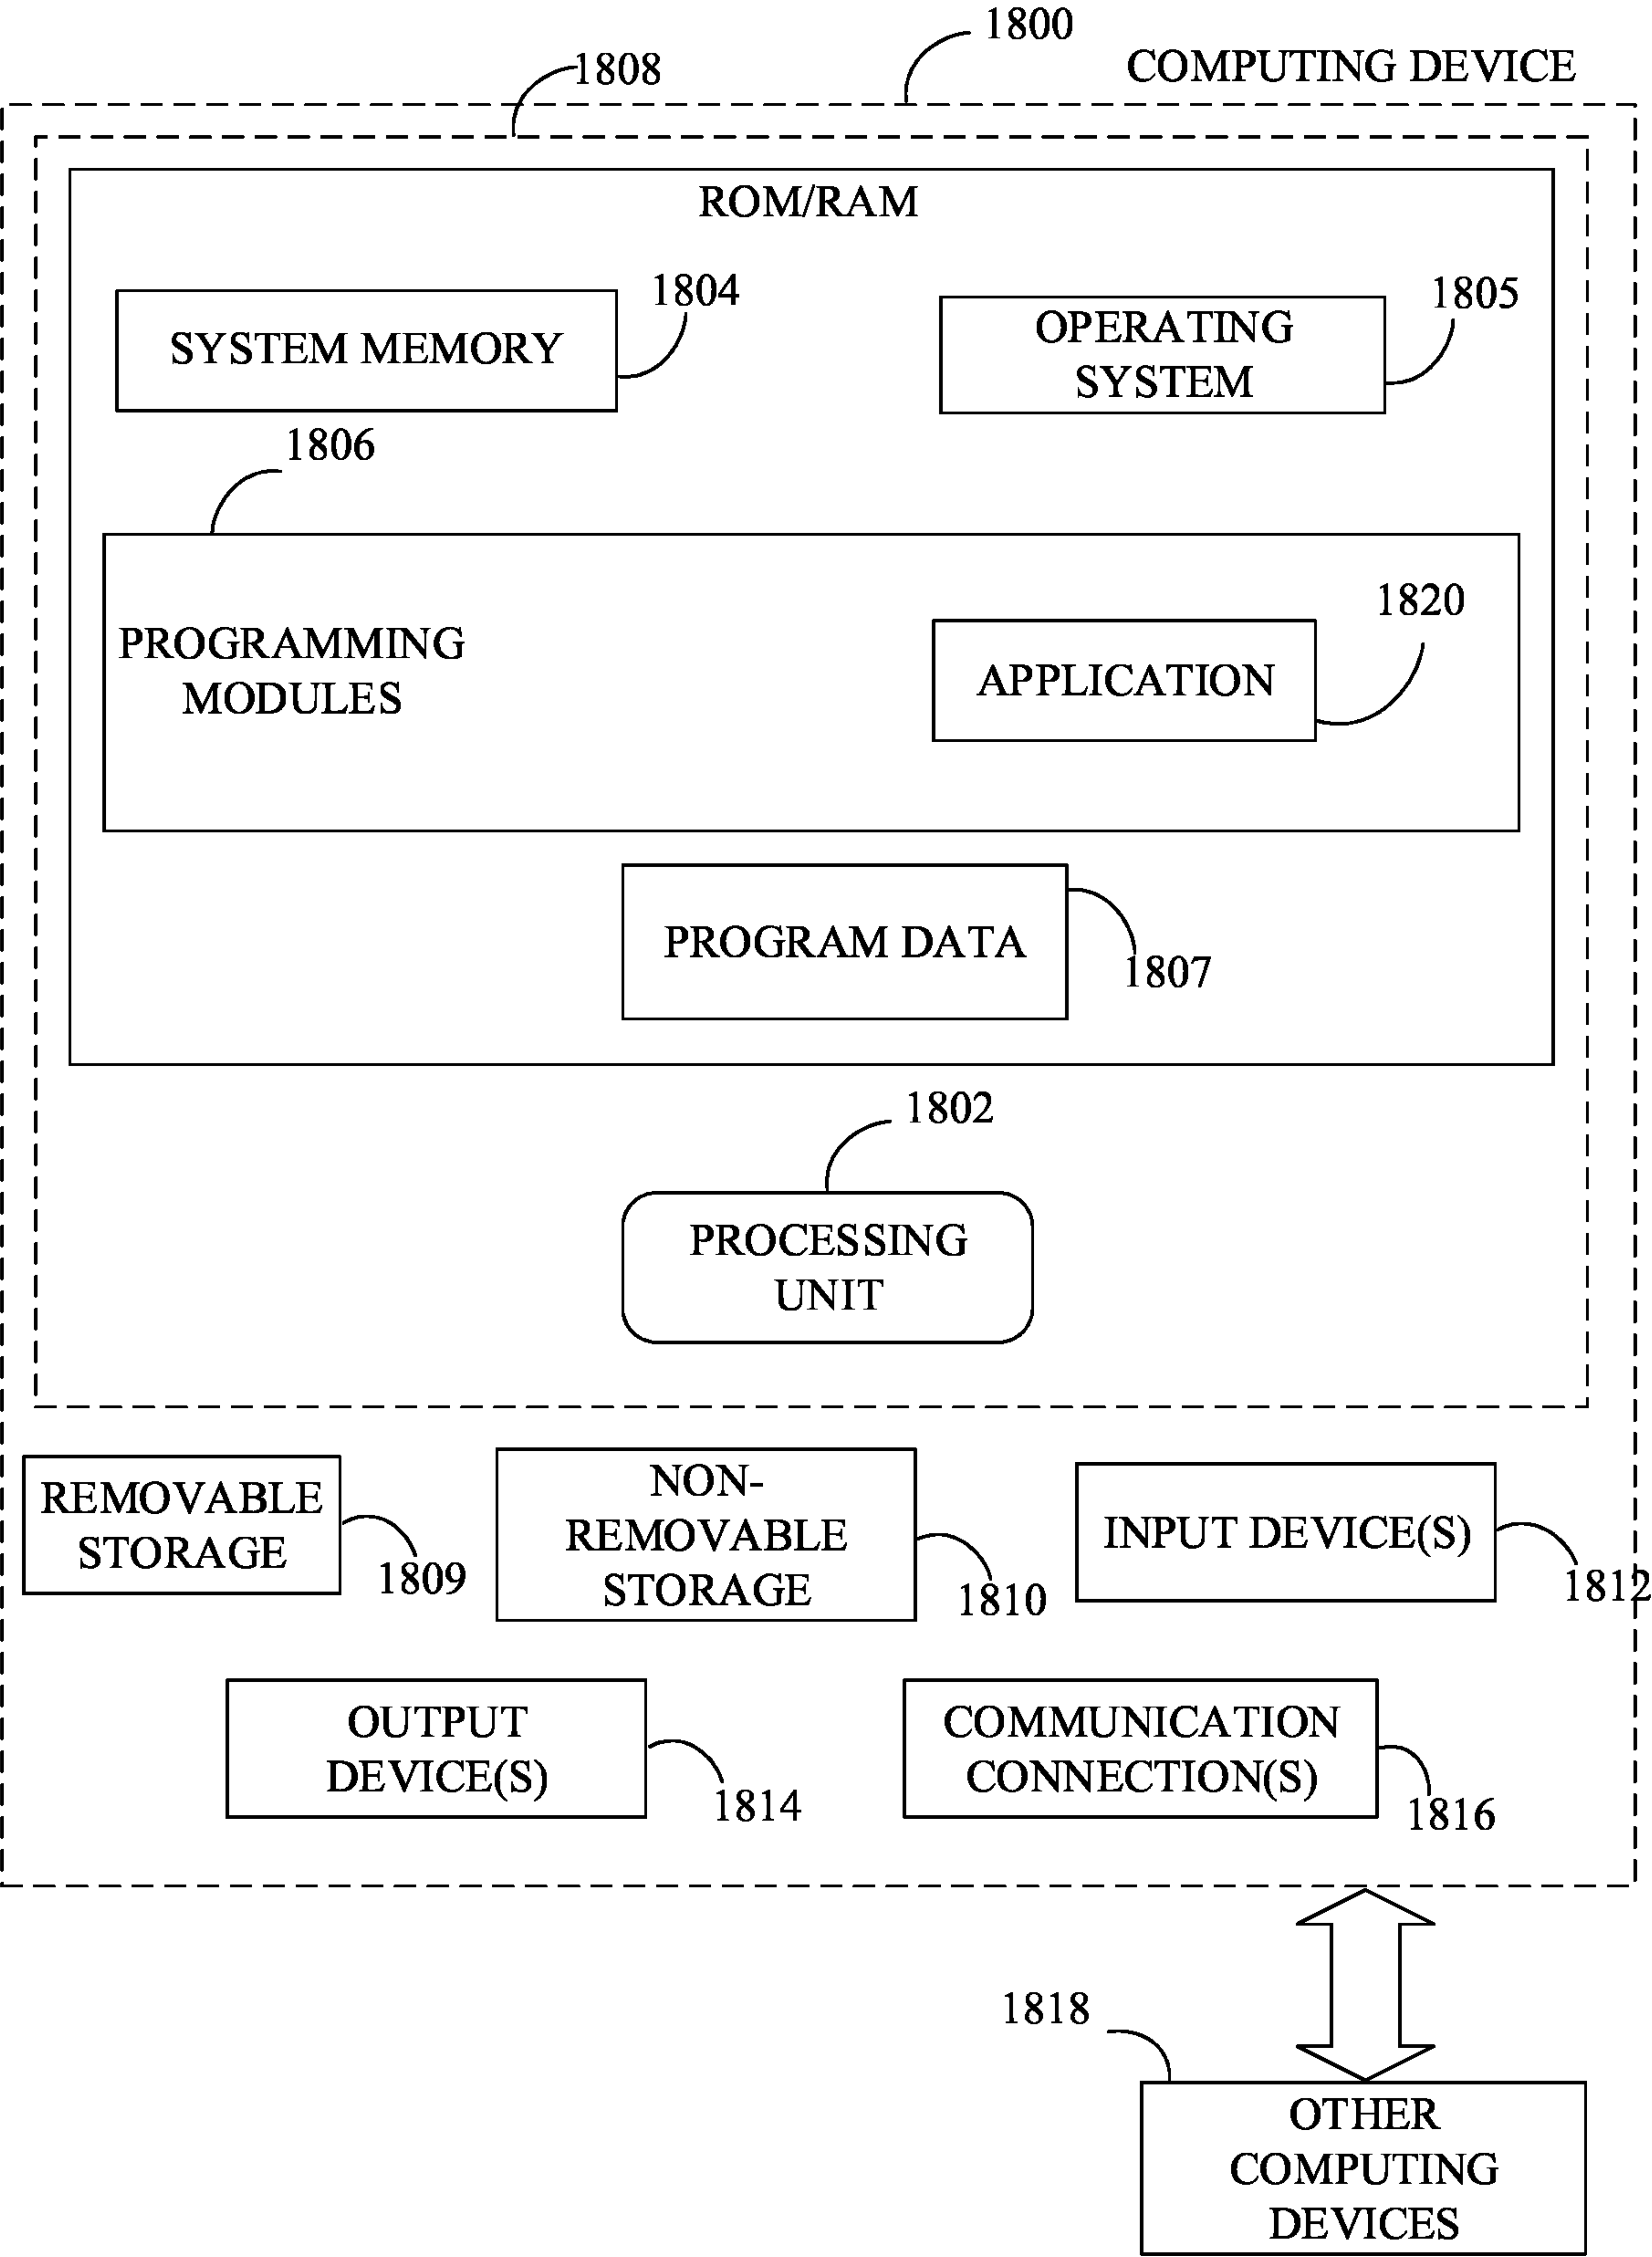 1800
COMPUTING DEVICE
1808
ROM/RAM
1804
SYSTEM MEMORY
1805
OPERATING
SYSTEM
1806
PROGRAMMING
MODULES
1820
APPLICATION
PROGRAM DATA
1807
1802
PROCESSING
UNIT
REMOVABLE
STORAGE
1809
NON-
REMOVABLE
STORAGE
1810
INPUT DEVICE(S)
1812
OUTPUT
DEVICE(S)
1814
COMMUNICATION
CONNECTION(S)
1816
1818
OTHER
COMPUTING
DEVICES